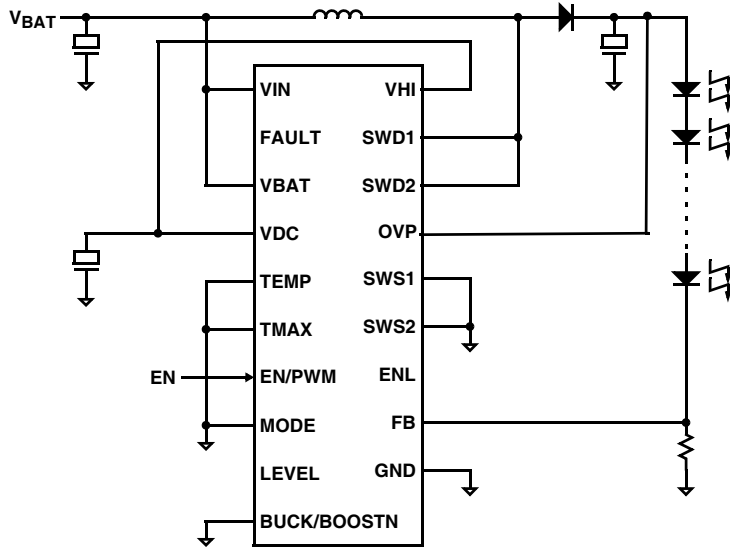 VBAT
VIN VHI
FAULT SWD1
VBAT SWD2
VDC OVP
TEMP SWS1
TMAX SWS2
EN EN/PWM ENL
MODE FB
LEVEL GND
BUCK/BOOSTN